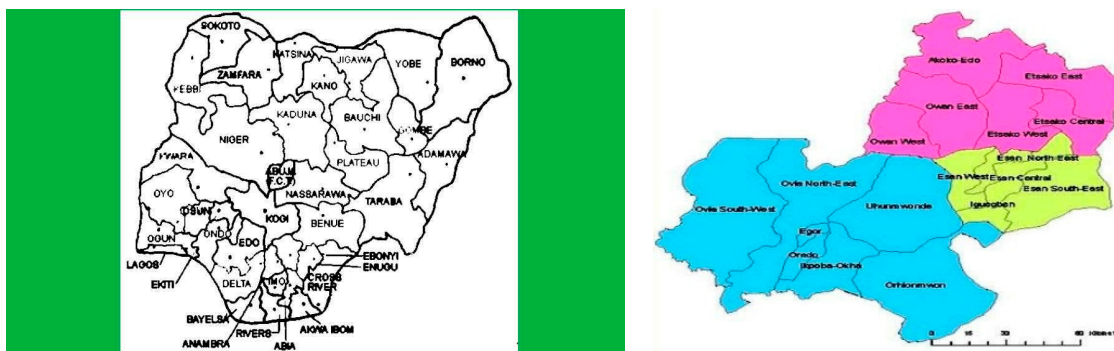 SOKOTO
KATSINA
JIGAWA
YOBE
BORNO
ZAMFARA
KEBBI
KANO
KADUNA
BAUCHI
GOMBE
NIGER
ADAMAWA
PLATEAU
KWARA
ABUJA
(F.C.T)
NASSARAWA
TARABA
OYO
OSUN
KOGI
BENUE
OGUN
ONDO
EDO
EBONYI
ENUGU
LAGOS
EKITI
DELTA
IMO
CROSS
RIVER
BAYELSA
RIVERS
AKWA IBOM
ANAMBRA
ABIA
Akoko-Edo
Etsako East
Owan East
Etsako Central
Owan West
Etsako West
Esan North-East
Esan West
Esan Central
Esan South-East
Igueben
Ovia North-East
Ovia South-West
Uhunmwonde
Egor
Oredo
Ikpoba-Okha
Orhionmwon
0 15 30 60